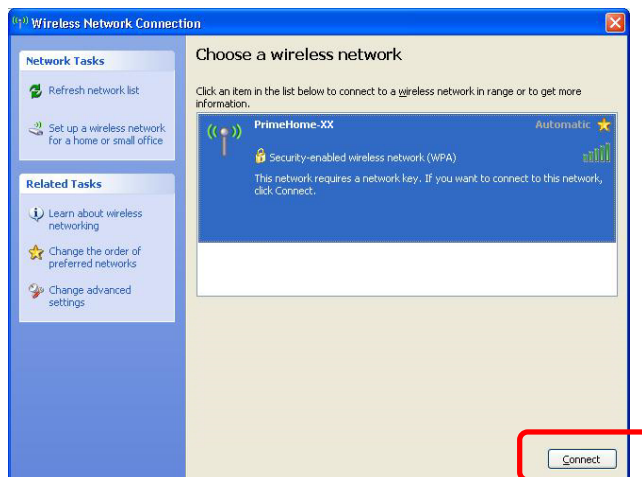 Wireless Network Connection
Network Tasks
Refresh network list
Set up a wireless network
for a home or small office
Related Tasks
Learn about wireless
networking
Change the order of
preferred networks
Change advanced
settings
Choose a wireless network
Click an item in the list below to connect to a wireless network in range or to get more
information.
PrimeHome-XX
Automatic
Security-enabled wireless network (WPA)
This network requires a network key. If you want to connect to this network,
click Connect.
Connect